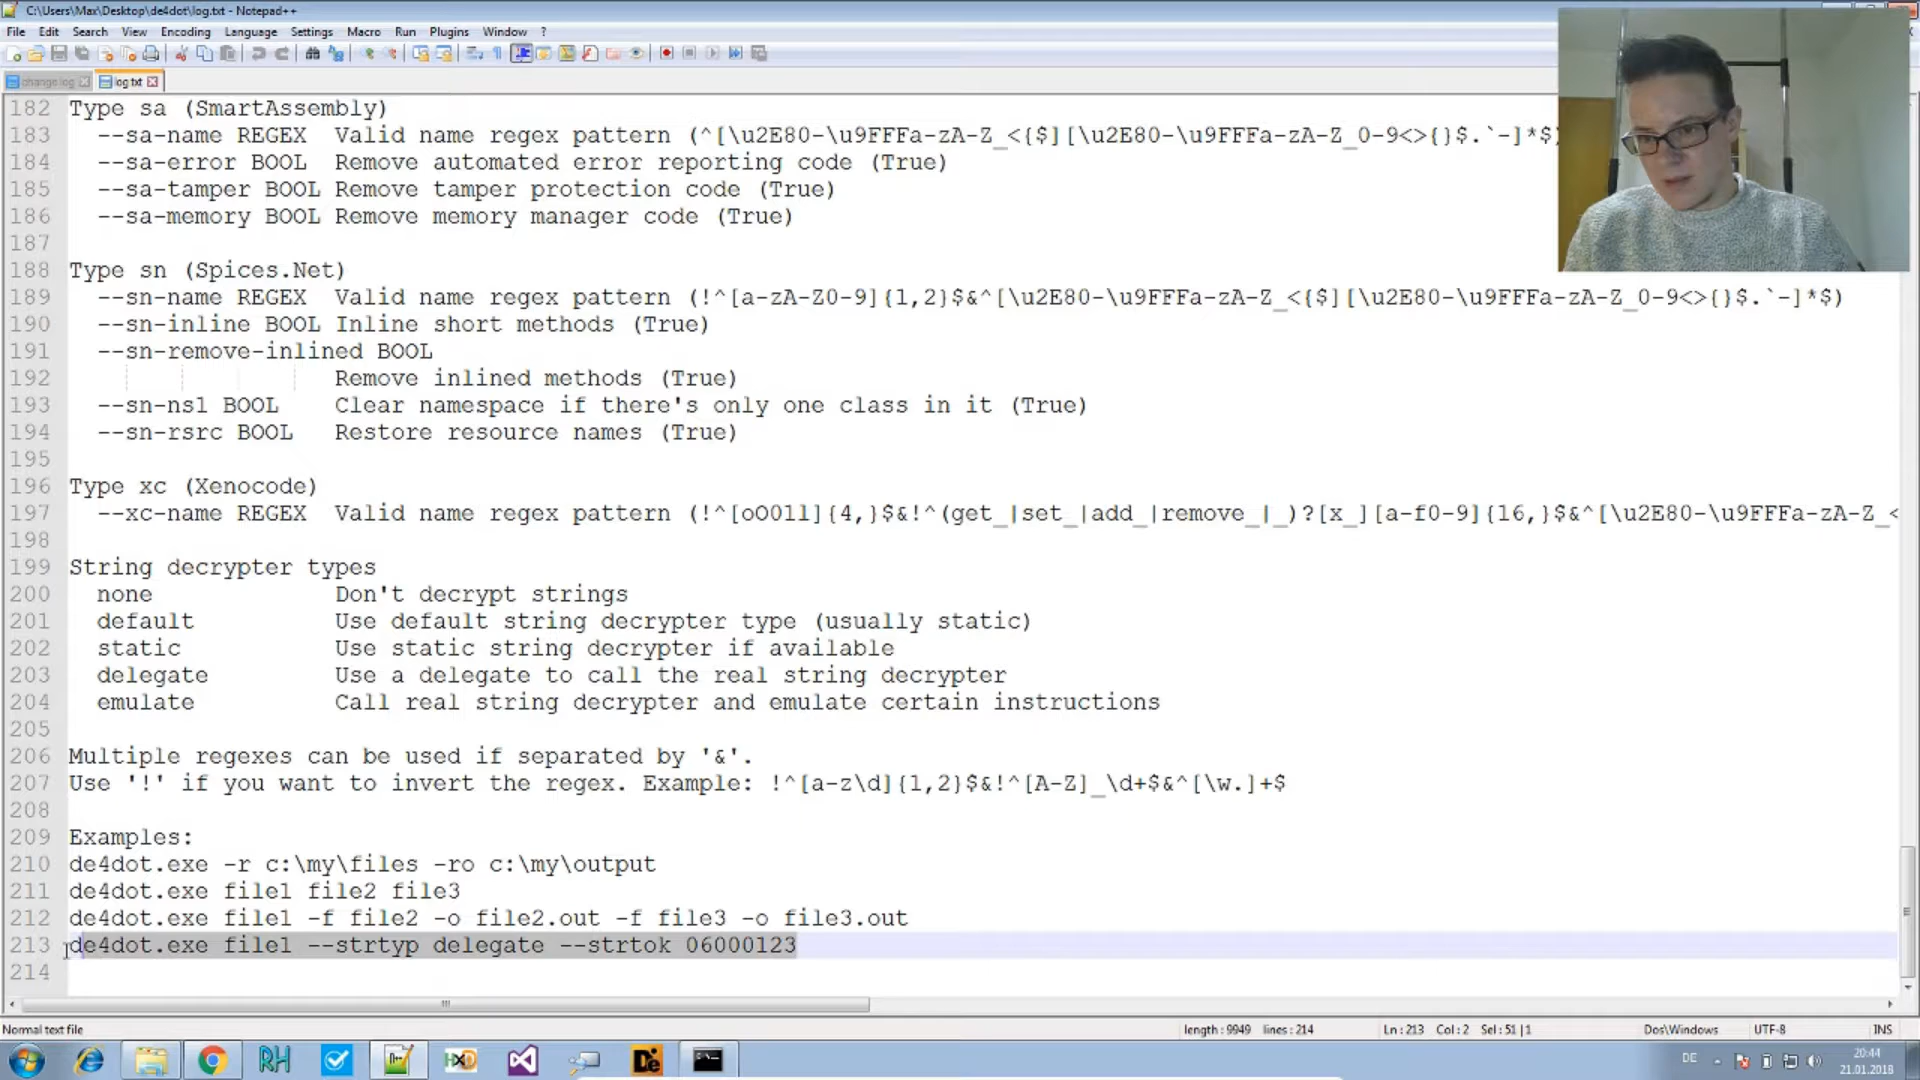 C:\Users\Max\Desktop\de4dot\log.txt - Notepad++
File Edit Search View Encoding Language Settings Macro Run Plugins Window ?
change.log log.txt
182 Type sa (SmartAssembly)
183 --sa-name REGEX Valid name regex pattern (^[\u2E80-\u9FFFa-zA-Z_<{$][\u2E80-\u9FFFa-zA-Z_0-9<>{}$.`-]*$)
184 --sa-error BOOL Remove automated error reporting code (True)
185 --sa-tamper BOOL Remove tamper protection code (True)
186 --sa-memory BOOL Remove memory manager code (True)
187
188 Type sn (Spices.Net)
189 --sn-name REGEX Valid name regex pattern (!^[a-zA-Z0-9]{1,2}$&^[\u2E80-\u9FFFa-zA-Z_<{$][\u2E80-\u9FFFa-zA-Z_0-9<>{}$.`-]*$)
190 --sn-inline BOOL Inline short methods (True)
191 --sn-remove-inlined BOOL
192 Remove inlined methods (True)
193 --sn-ns1 BOOL Clear namespace if there's only one class in it (True)
194 --sn-rsrc BOOL Restore resource names (True)
195
196 Type xc (Xenocode)
197 --xc-name REGEX Valid name regex pattern (!^[oO01l]{4,}$&!^(get_|set_|add_|remove_|_)?[x_][a-f0-9]{16,}$&^[\u2E80-\u9FFFa-zA-Z_<
198
199 String decrypter types
200 none Don't decrypt strings
201 default Use default string decrypter type (usually static)
202 static Use static string decrypter if available
203 delegate Use a delegate to call the real string decrypter
204 emulate Call real string decrypter and emulate certain instructions
205
206 Multiple regexes can be used if separated by '&'.
207 Use '!' if you want to invert the regex. Example: !^[a-z\d]{1,2}$&!^[A-Z]_\d+$&^[\w.]+$
208
209 Examples:
210 de4dot.exe -r c:\my\files -ro c:\my\output
211 de4dot.exe file1 file2 file3
212 de4dot.exe file1 -f file2 -o file2.out -f file3 -o file3.out
213 de4dot.exe file1 --strtyp delegate --strtok 06000123
214
Normal text file length : 9949 lines : 214 Ln : 213 Col : 2 Sel : 51 | 1 Dos\Windows UTF-8 INS
RH HXD De DE 20:44
21.01.2018